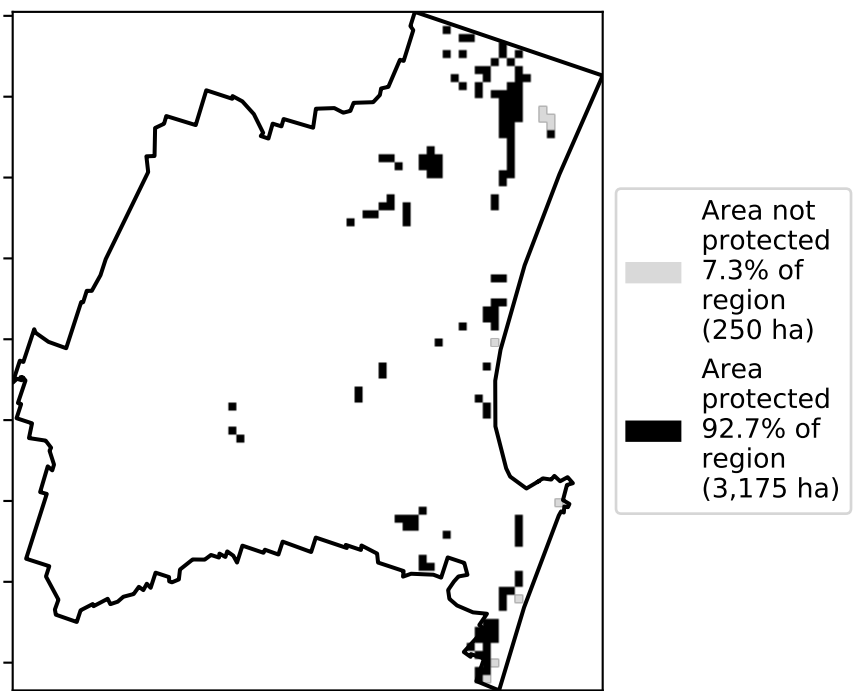 Area not
protected
7.3% of
region
(250 ha)
Area
protected
92.7% of
region
(3,175 ha)